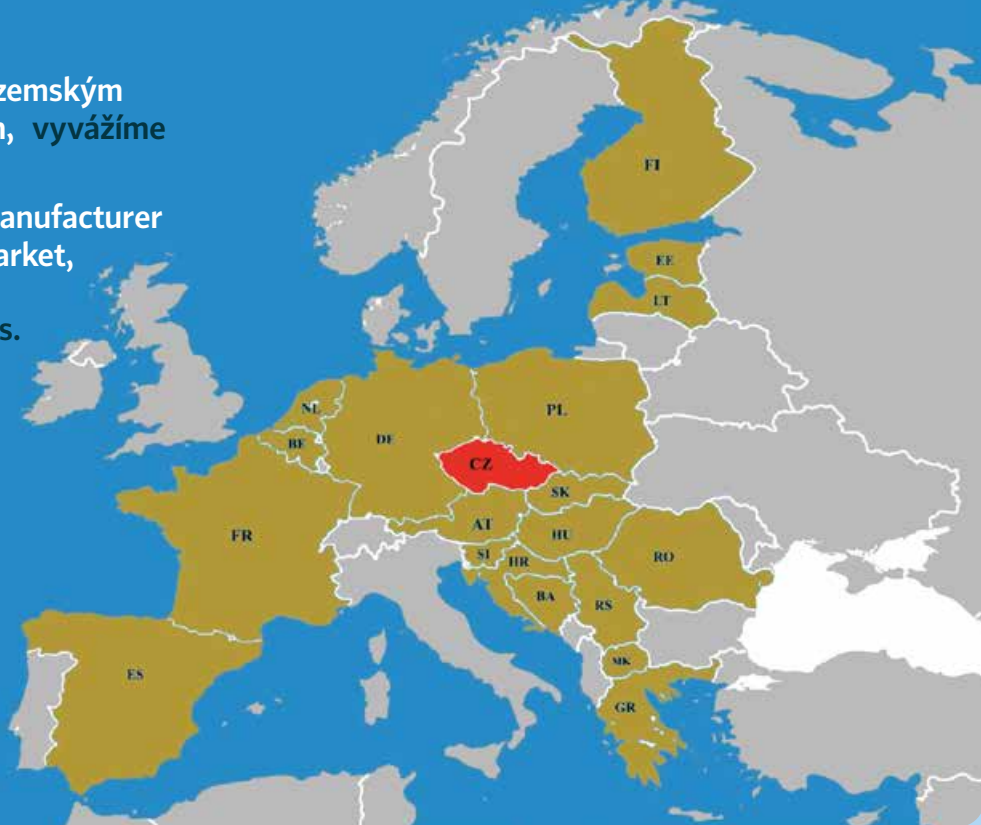 zemským
, vyvážíme
anufacturer
arket,
s.
FI
EE
LT
NL
BE
DE
PL
CZ
SK
FR
AT
HU
SI
HR
RO
BA
RS
ES
MK
GR